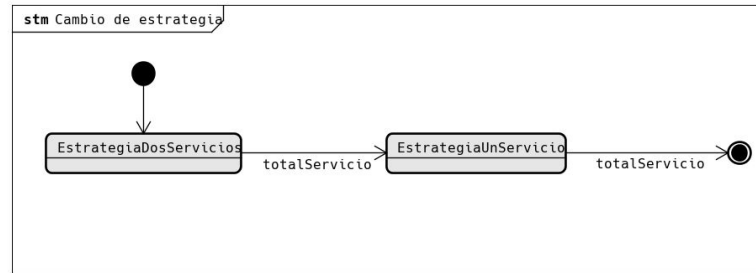 stm Cambio de estrategia
EstrategiaDosServicios
totalServicio
EstrategiaUnServicio
totalServicio